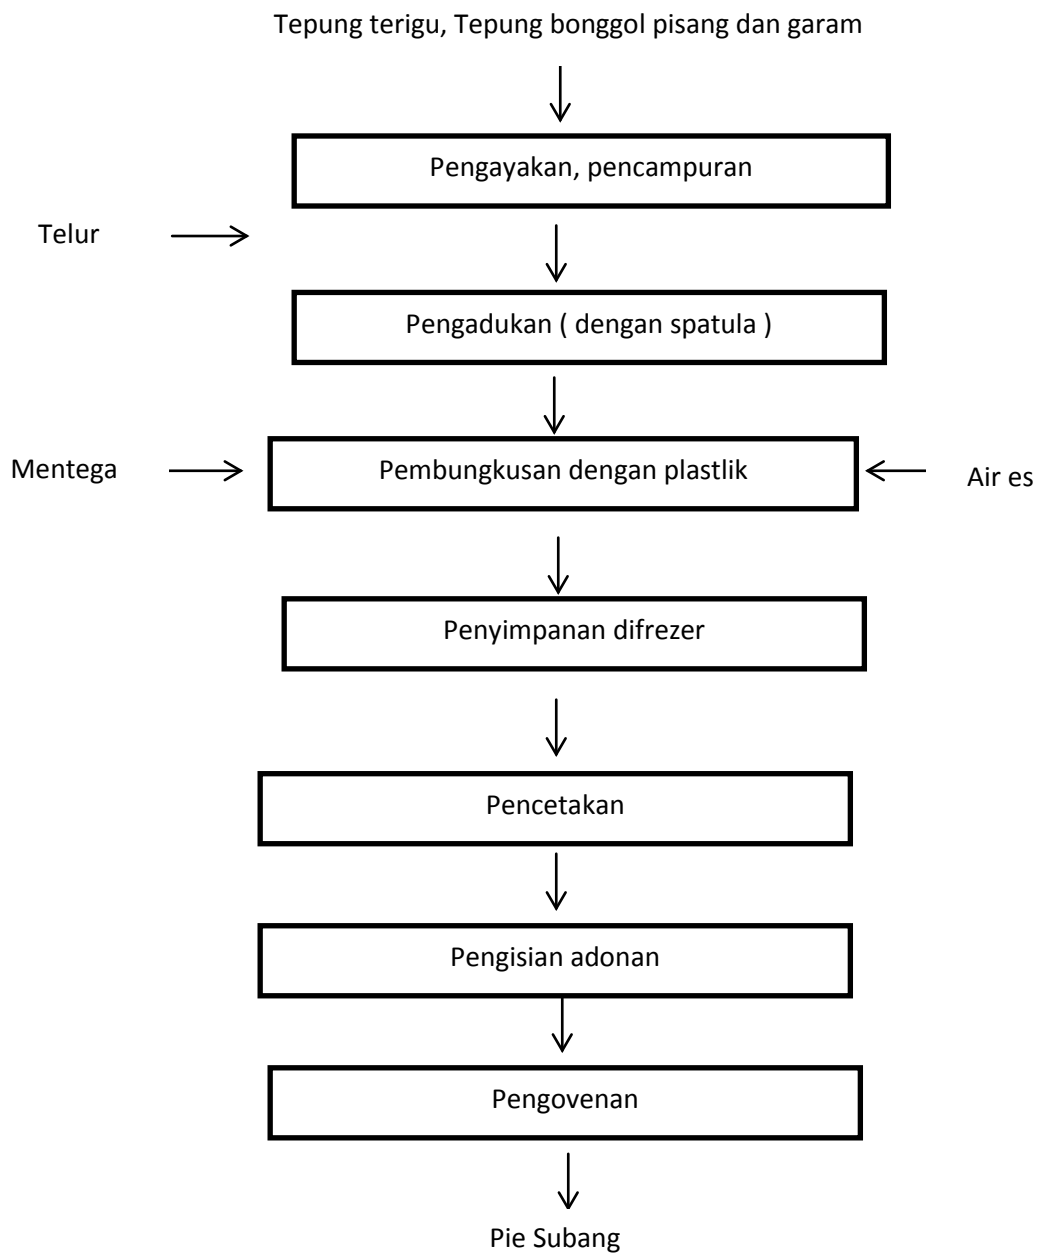 Tepung terigu, Tepung bonggol pisang dan garam
Pengayakan, pencampuran
Telur
Pengadukan ( dengan spatula )
Mentega
Pembungkusan dengan plastlik
Air es
Penyimpanan difrezer
Pencetakan
Pengisian adonan
Pengovenan
Pie Subang